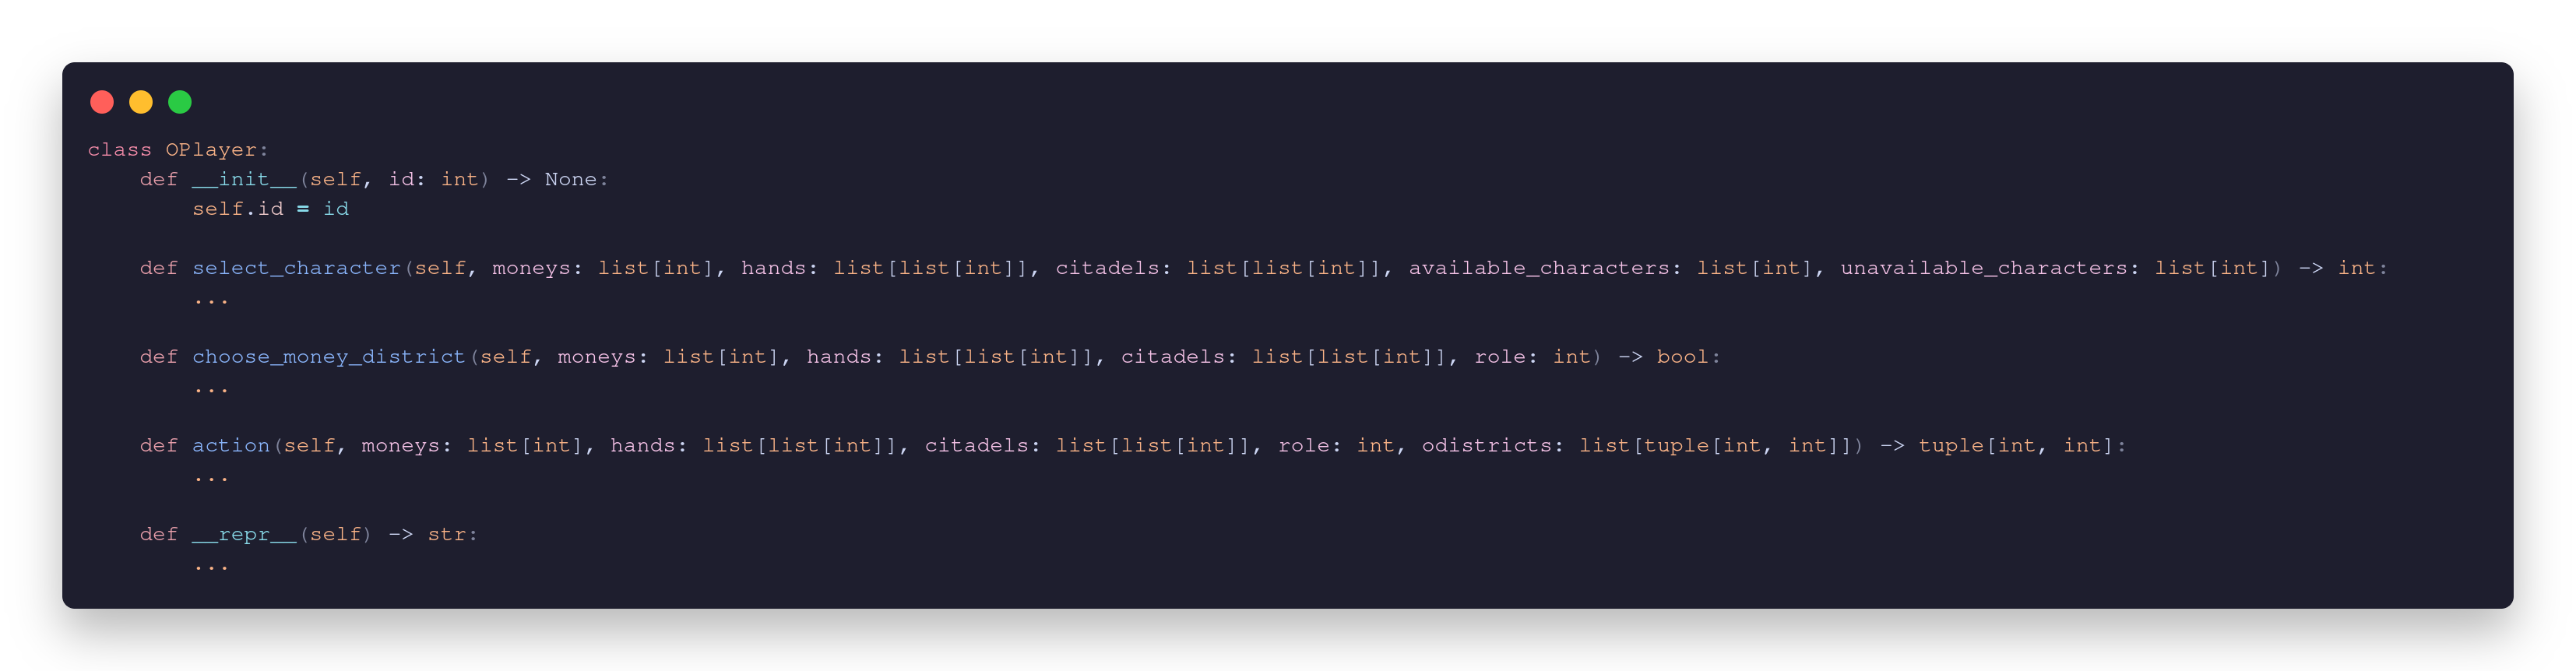 class OPlayer:
    def __init__(self, id: int) -> None:
        self.id = id

    def select_character(self, moneys: list[int], hands: list[list[int]], citadels: list[list[int]], available_characters: list[int], unavailable_characters: list[int]) -> int:
        ...

    def choose_money_district(self, moneys: list[int], hands: list[list[int]], citadels: list[list[int]], role: int) -> bool:
        ...

    def action(self, moneys: list[int], hands: list[list[int]], citadels: list[list[int]], role: int, odistricts: list[tuple[int, int]]) -> tuple[int, int]:
        ...

    def __repr__(self) -> str:
        ...